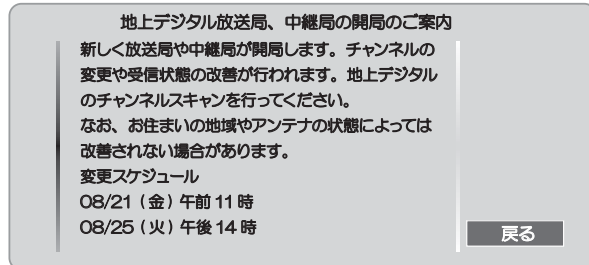 地上デジタル放送局、中継局の開局のご案内
新しく放送局や中継局が開局します。チャンネルの
変更や受信状態の改善が行われます。地上デジタル
のチャンネルスキャンを行ってください。
なお、お住まいの地域やアンテナの状態によっては
改善されない場合があります。
変更スケジュール
08/21（金）午前 11 時
08/25（火）午後 14 時
戻る